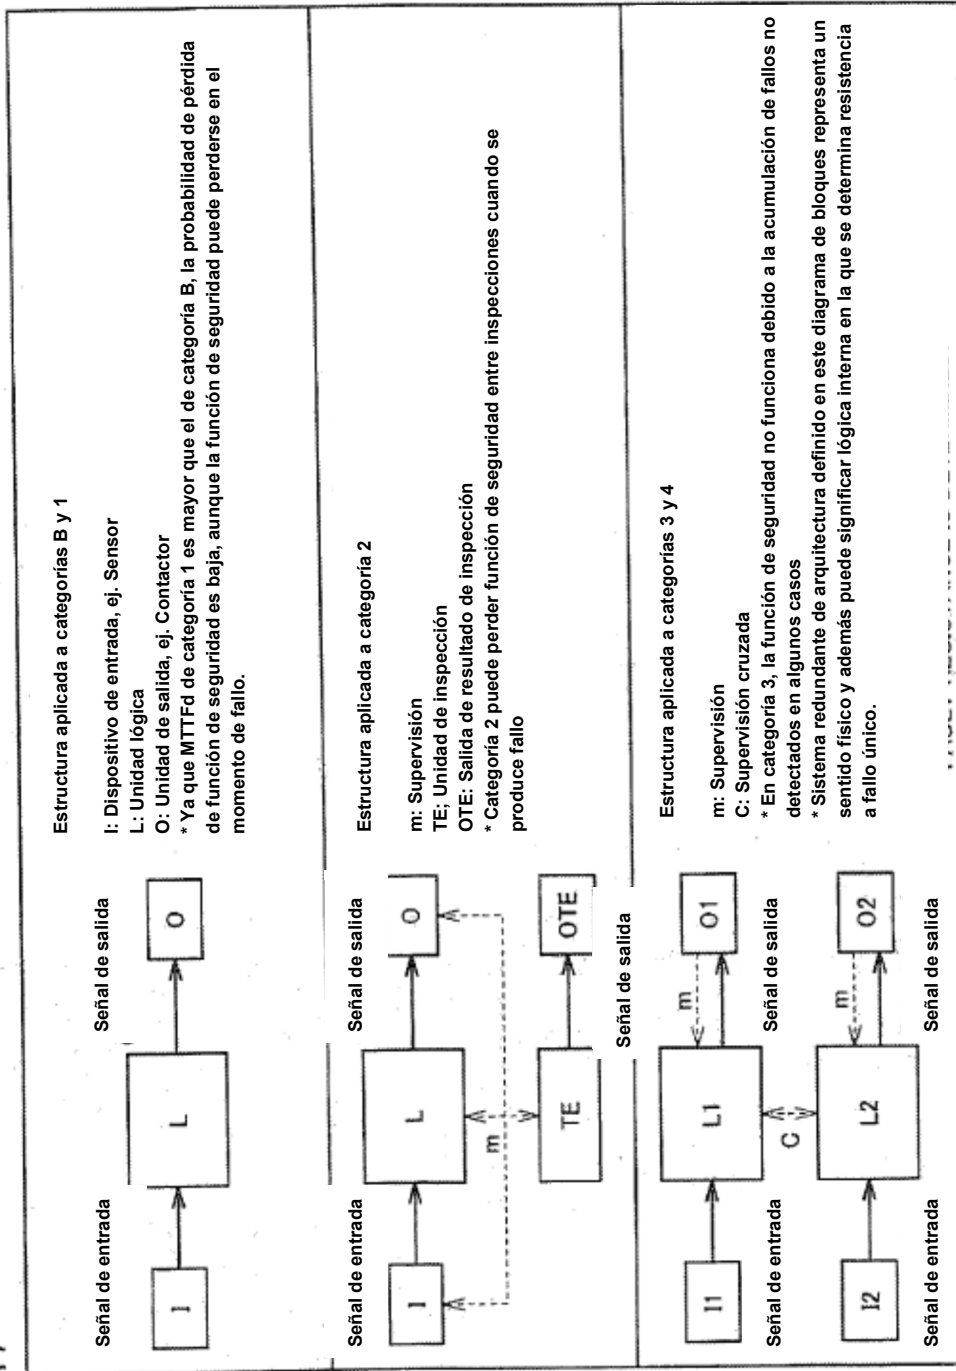 Estructura aplicada a categorías B y 1
Señal de entrada
Señal de salida
I
L
O
I: Dispositivo de entrada, ej. Sensor
L: Unidad lógica
O: Unidad de salida, ej. Contactor
* Ya que MTTFd de categoría 1 es mayor que el de categoría B, la probabilidad de pérdida
de función de seguridad es baja, aunque la función de seguridad puede perderse en el
momento de fallo.
Estructura aplicada a categoría 2
Señal de entrada
Señal de salida
I
L
O
m
TE
OTE
Señal de salida
m: Supervisión
TE; Unidad de inspección
OTE: Salida de resultado de inspección
* Categoría 2 puede perder función de seguridad entre inspecciones cuando se
produce fallo
Estructura aplicada a categorías 3 y 4
I1
L1
m
O1
Señal de entrada
Señal de salida
C
I2
L2
m
O2
Señal de entrada
Señal de salida
m: Supervisión
C: Supervisión cruzada
* En categoría 3, la función de seguridad no funciona debido a la acumulación de fallos no
detectados en algunos casos
* Sistema redundante de arquitectura definido en este diagrama de bloques representa un
sentido físico y además puede significar lógica interna en la que se determina resistencia
a fallo único.